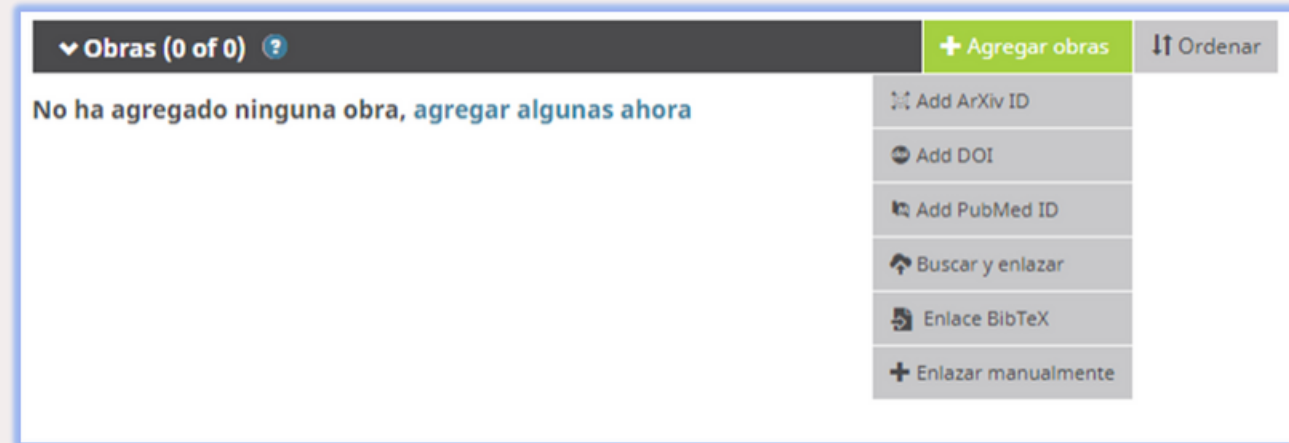 Obras (0 of 0) ?
Agregar obras
Ordenar
No ha agregado ninguna obra, agregar algunas ahora
Add ArXiv ID
Add DOI
Add PubMed ID
Buscar y enlazar
Enlace BibTeX
Enlazar manualmente